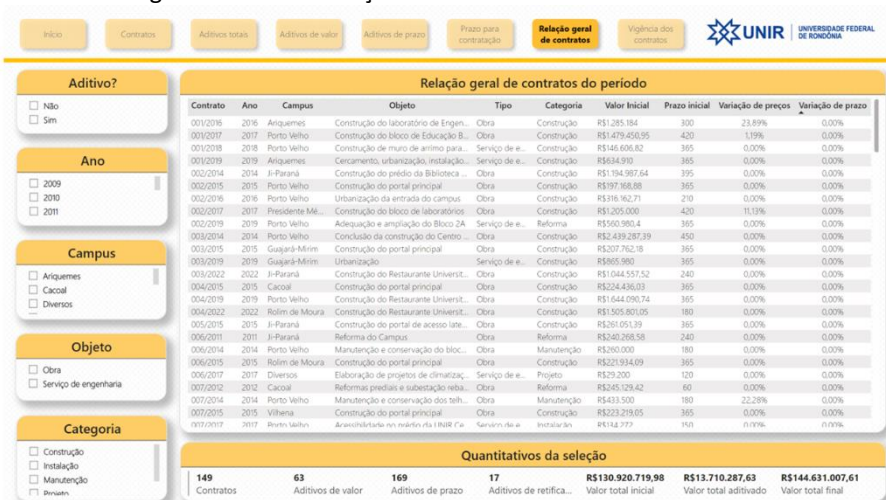 Início
Contratos
Aditivos totais
Aditivos de valor
Aditivos de prazo
Prazo para
contratação
Relação geral
de contratos
Vigência dos
contratos
UNIR
UNIVERSIDADE FEDERAL
DE RONDÔNIA
Aditivo?
Não
Sim
Ano
2009
2010
2011
Campus
Ariquemes
Cacoal
Diversos
Objeto
Obra
Serviço de engenharia
Categoria
Construção
Instalação
Manutenção
Projeto
Relação geral de contratos do período
Contrato Ano Campus Objeto Tipo Categoria Valor Inicial Prazo inicial Variação de preços Variação de prazo
001/2016 2016 Ariquemes Construção do laboratório de Engen... Obra Construção R$1.285.184 300 23,89% 0,00%
001/2017 2017 Porto Velho Construção do bloco de Educação B... Obra Construção R$1.479.450,95 420 1,19% 0,00%
001/2018 2018 Porto Velho Construção de muro de arrimo para... Serviço de e... Construção R$146.606,82 365 0,00% 0,00%
001/2019 2019 Ariquemes Cercamento, urbanização, instalação... Serviço de e... Construção R$634.910 365 0,00% 0,00%
002/2014 2014 Ji-Paraná Construção do prédio da Biblioteca ... Obra Construção R$1.194.987,64 395 0,00% 0,00%
002/2015 2015 Porto Velho Construção do portal principal Obra Construção R$197.168,88 365 0,00% 0,00%
002/2016 2016 Porto Velho Urbanização da entrada do campus Obra Construção R$316.162,71 210 0,00% 0,00%
002/2017 2017 Presidente Mé... Construção do bloco de laboratórios Obra Construção R$1.205.000 420 11,13% 0,00%
002/2019 2019 Porto Velho Adequação e ampliação do Bloco 2A Serviço de e... Reforma R$560.980,4 365 0,00% 0,00%
003/2014 2014 Porto Velho Conclusão da construção do Centro ... Obra Construção R$2.439.287,39 450 0,00% 0,00%
003/2015 2015 Guajará-Mirim Construção do portal principal Obra Construção R$207.762,18 365 0,00% 0,00%
003/2019 2019 Guajará-Mirim Urbanização Serviço de e... Construção R$865.980 365 0,00% 0,00%
003/2022 2022 Ji-Paraná Construção do Restaurante Universit... Obra Construção R$1.044.557,52 240 0,00% 0,00%
004/2015 2015 Cacoal Construção do portal principal Obra Construção R$224.436,03 365 0,00% 0,00%
004/2019 2019 Porto Velho Construção do Restaurante Universit... Obra Construção R$1.644.090,74 365 0,00% 0,00%
004/2022 2022 Rolim de Moura Construção do Restaurante Universit... Obra Construção R$1.505.801,05 180 0,00% 0,00%
005/2015 2015 Ji-Paraná Construção do portal de acesso late... Obra Construção R$261.051,39 365 0,00% 0,00%
006/2011 2011 Ji-Paraná Reforma do Campus Obra Reforma R$240.268,58 240 0,00% 0,00%
006/2014 2014 Porto Velho Manutenção e conservação do bloc... Obra Manutenção R$260.000 180 0,00% 0,00%
006/2015 2015 Rolim de Moura Construção do portal principal Obra Construção R$221.934,09 365 0,00% 0,00%
006/2017 2017 Diversos Elaboração de projetos de climatizaç... Serviço de e... Projeto R$29.200 120 0,00% 0,00%
007/2012 2012 Cacoal Reformas prediais e subestação reba... Obra Reforma R$245.129,42 60 0,00% 0,00%
007/2014 2014 Porto Velho Manutenção e conservação dos telh... Obra Manutenção R$433.500 180 22,28% 0,00%
007/2015 2015 Vilhena Construção do portal principal Obra Construção R$223.219,05 365 0,00% 0,00%
007/2017 2017 Porto Velho Acessibilidade no prédio da UNIR Ce... Serviço de e... Instalação R$134.272 150 0,00% 0,00%
Quantitativos da seleção
149 63 169 17 R$130.920.719,98 R$13.710.287,63 R$144.631.007,61
Contratos Aditivos de valor Aditivos de prazo Aditivos de retifica... Valor total inicial Valor total aditivado Valor total final